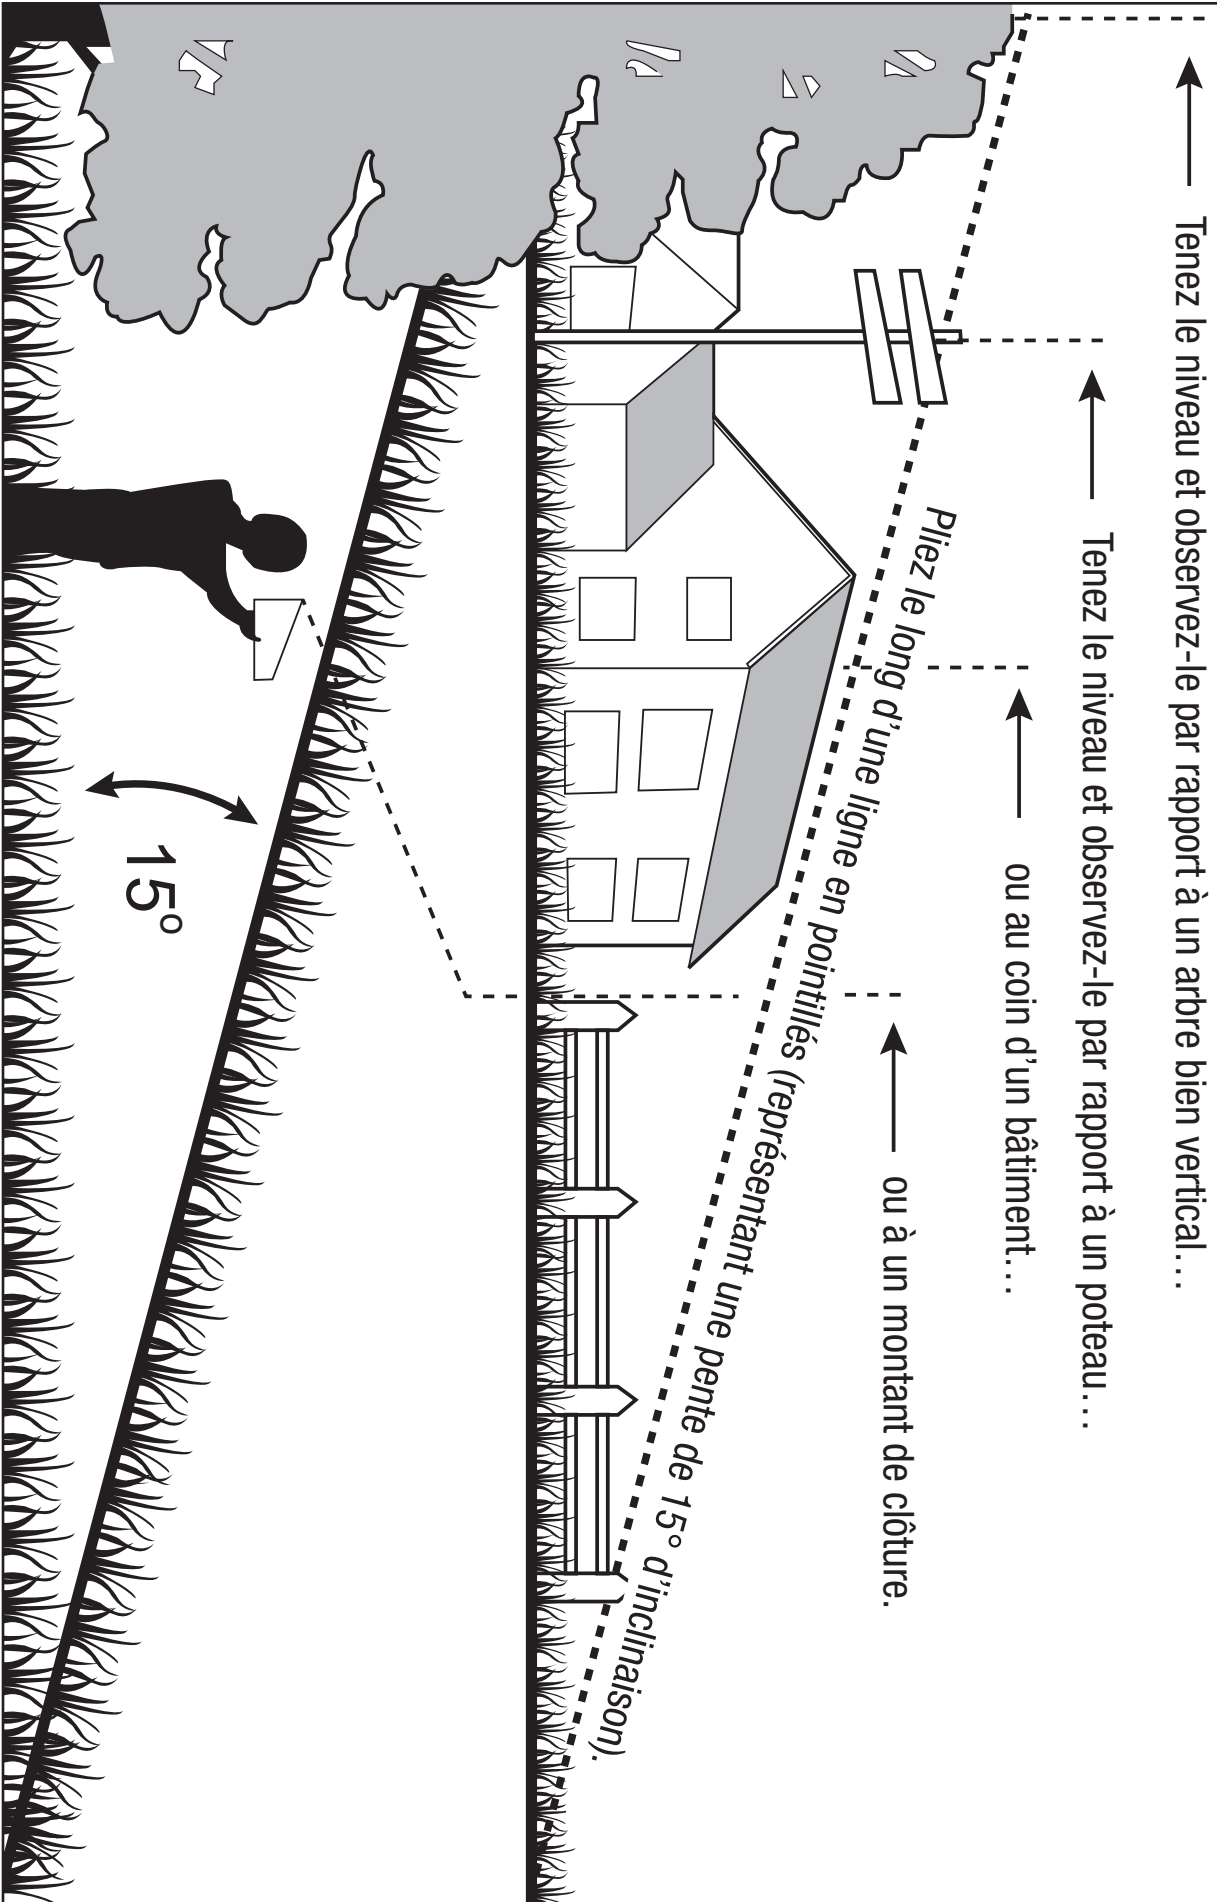 Tenez le niveau et observez-le par rapport à un arbre bien vertical…
Tenez le niveau et observez-le par rapport à un poteau…
ou au coin d’un bâtiment…
ou à un montant de clôture.
Pliez le long d’une ligne en pointillés (représentant une pente de 15° d’inclinaison).
15º